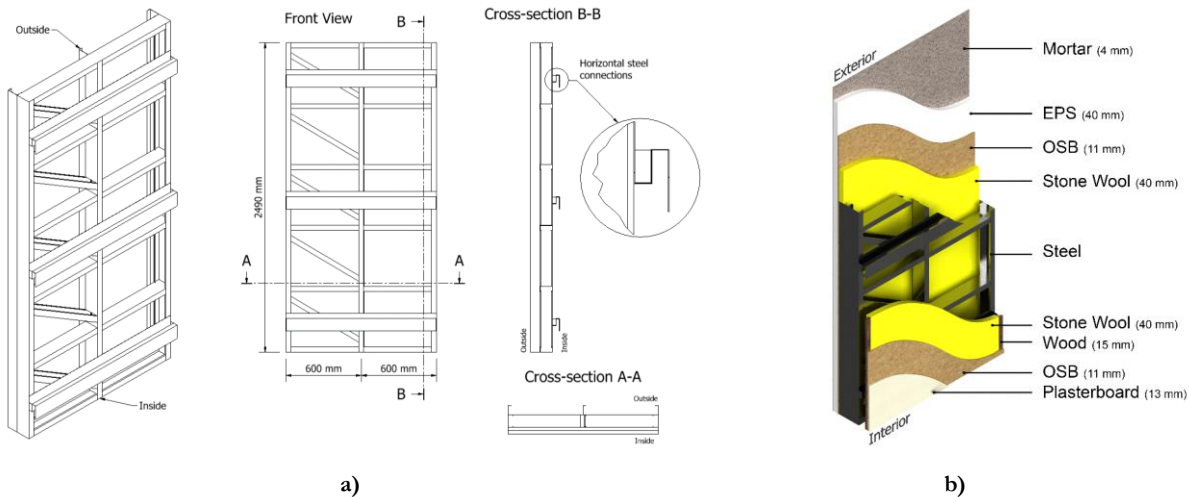 Outside
Inside
Front View
B
2490 mm
A
A
600 mm
600 mm
B
Cross-section B-B
Horizontal steel
connections
Outside
Inside
Cross-section A-A
Outside
Inside
a)
Exterior
Mortar (4 mm)
EPS (40 mm)
OSB (11 mm)
Stone Wool (40 mm)
Steel
Stone Wool (40 mm)
Wood (15 mm)
OSB (11 mm)
Plasterboard (13 mm)
Interior
b)